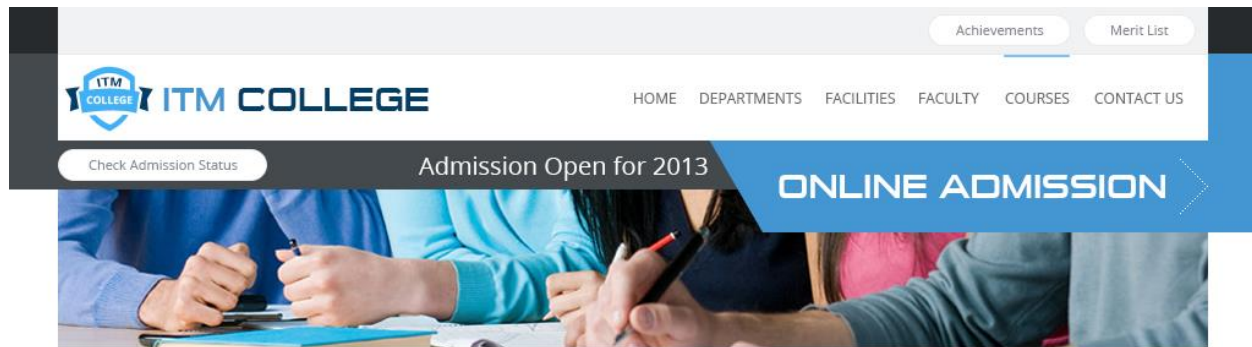 Achievements
Merit List
ITM
COLLEGE
ITM COLLEGE
HOME DEPARTMENTS FACILITIES FACULTY COURSES CONTACT US
Check Admission Status
Admission Open for 2013
ONLINE ADMISSION